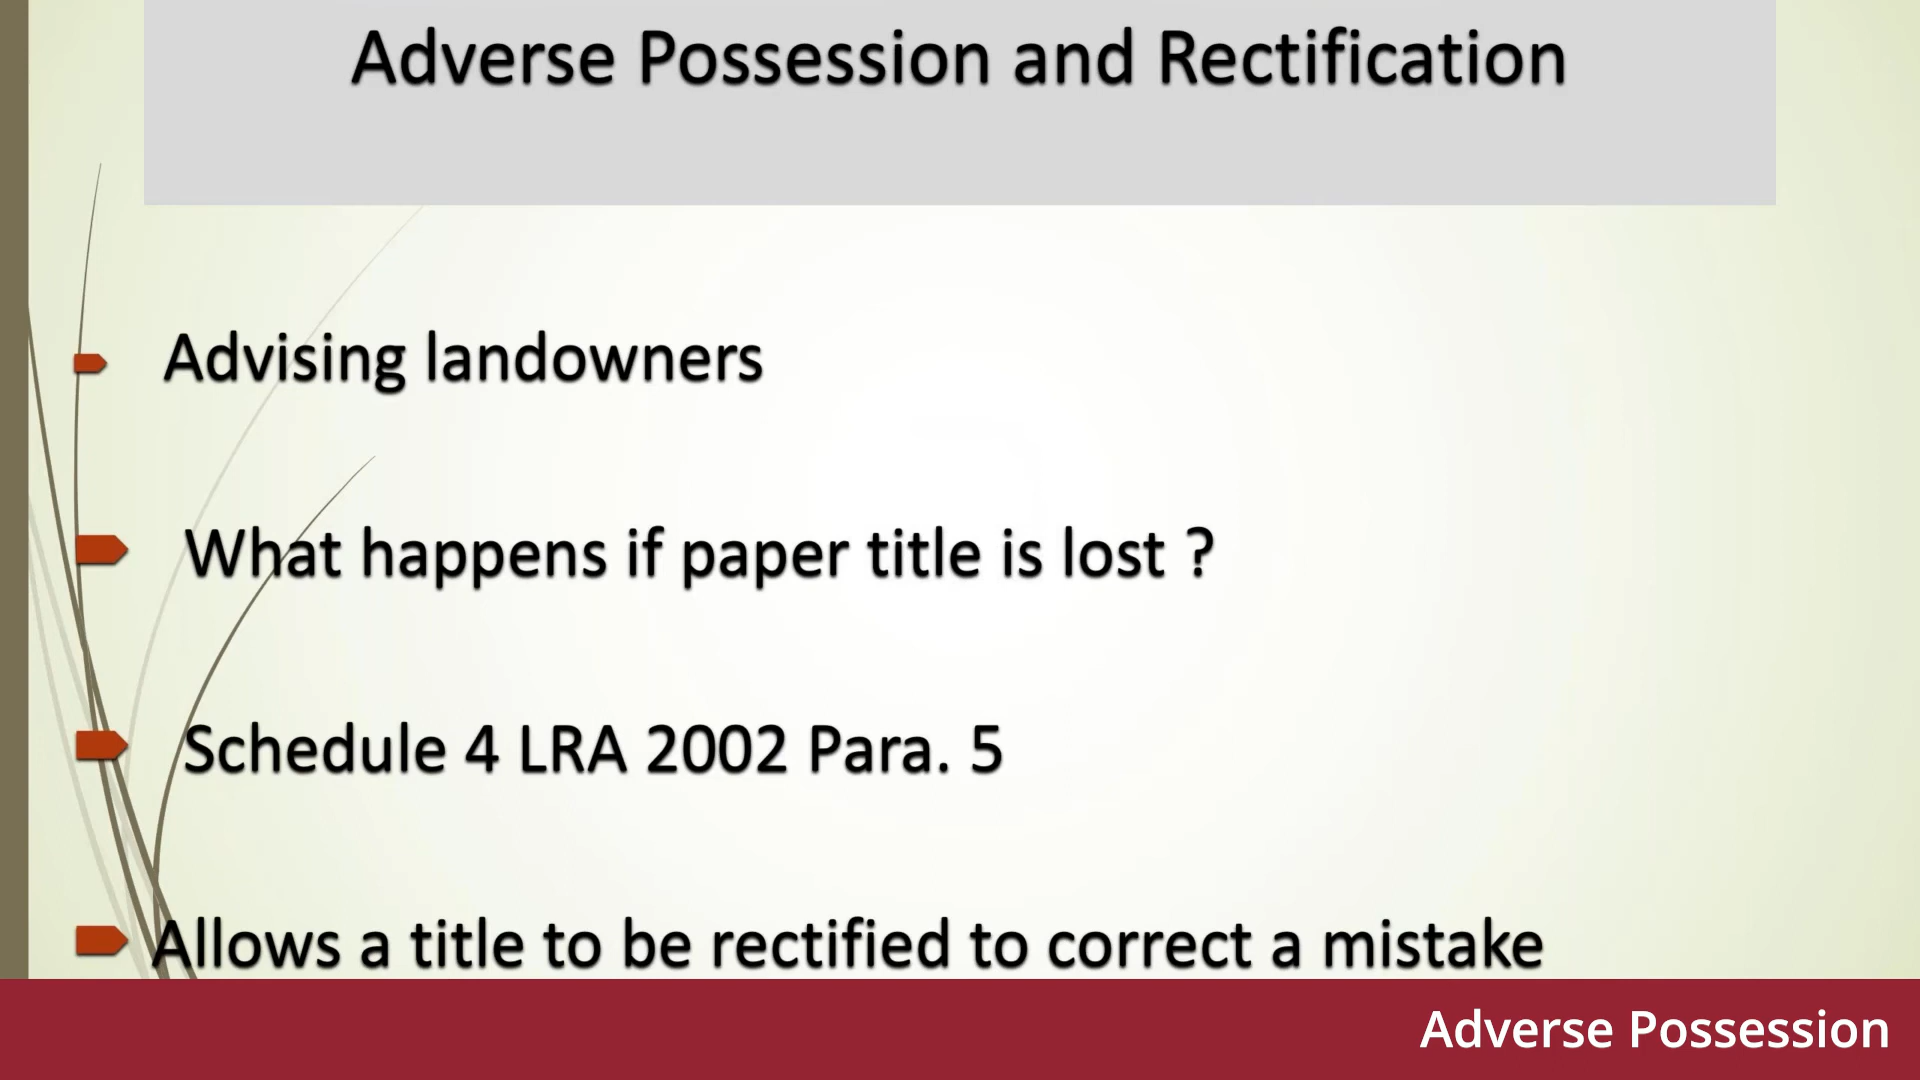 Adverse Possession and Rectification
Advising landowners
What happens if paper title is lost ?
Schedule 4 LRA 2002 Para. 5
Allows a title to be rectified to correct a mistake
Adverse Possession